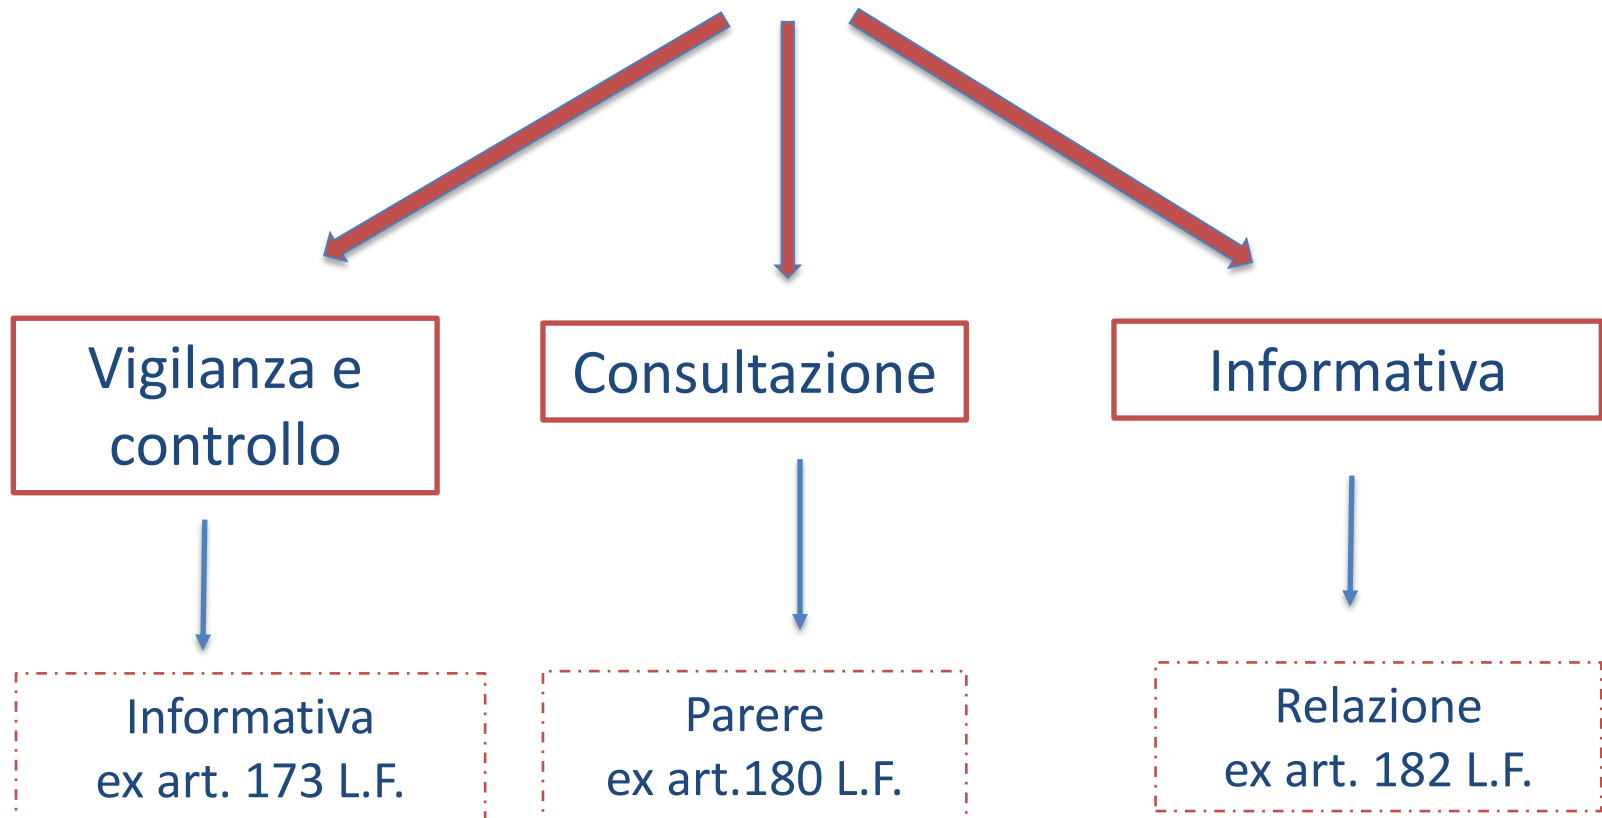 Vigilanza e
controllo
Consultazione
Informativa
Informativa
ex art. 173 L.F.
Parere
ex art.180 L.F.
Relazione
ex art. 182 L.F.